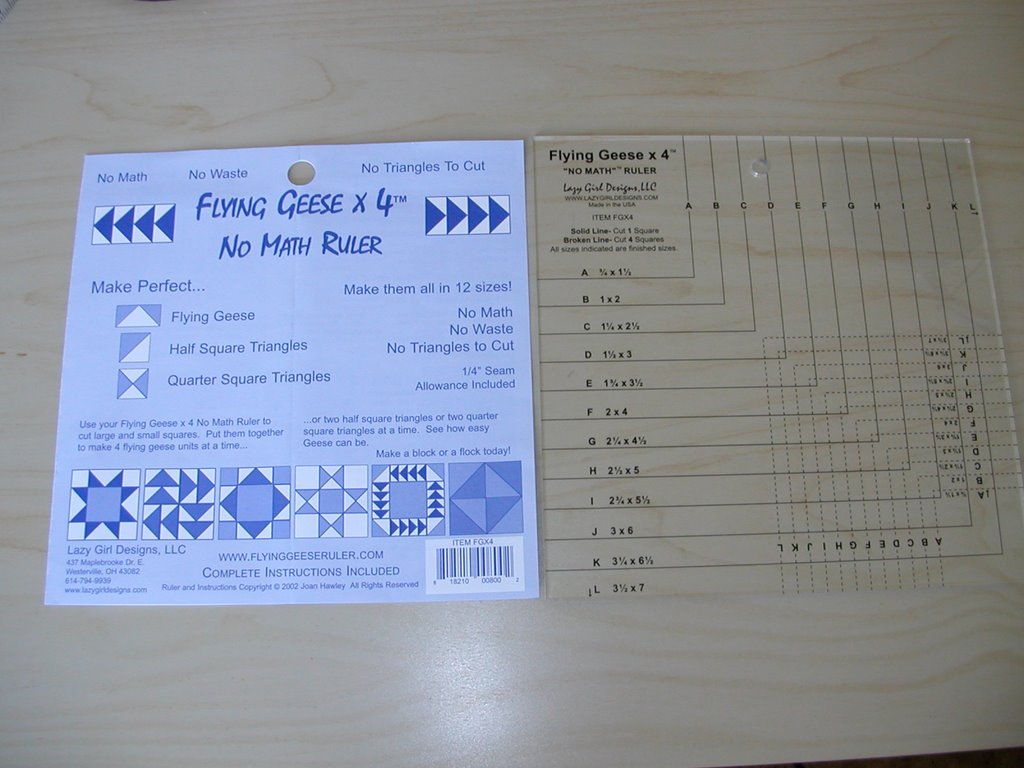 No Math No Waste No Triangles To Cut
FLYING GEESE X 4™
NO MATH RULER
Make Perfect...
Flying Geese
Half Square Triangles
Quarter Square Triangles
Make them all in 12 sizes!
No Math
No Waste
No Triangles to Cut
1/4" Seam
Allowance Included
Use your Flying Geese x 4 No Math Ruler to
cut large and small squares. Put them together
to make 4 flying geese units at a time...
...or two half square triangles or two quarter
square triangles at a time. See how easy
Geese can be.
Make a block or a flock today!
Lazy Girl Designs, LLC
437 Maplebrooke Dr. E.
Westerville, OH 43082
614-794-9939
www.lazygirldesigns.com
WWW.FLYINGGEESERULER.COM
COMPLETE INSTRUCTIONS INCLUDED
Ruler and Instructions Copyright © 2002 Joan Hawley All Rights Reserved
ITEM FGX4
8 18210 00800 2
Flying Geese x 4™
"NO MATH"™ RULER
Lazy Girl Designs, LLC
WWW.LAZYGIRLDESIGNS.COM
Made in the USA
ITEM FGX4
Solid Line- Cut 1 Square
Broken Line- Cut 4 Squares
All sizes indicated are finished sizes.
A B C D E F G H I J K L
A ¾ x 1½
B 1 x 2
C 1¼ x 2½
D 1½ x 3
E 1¾ x 3½
F 2 x 4
G 2¼ x 4½
H 2½ x 5
I 2¾ x 5½
J 3 x 6
K 3¼ x 6½
L 3½ x 7
L
K
J
I
H
G
F
E
D
C
B
A
L K J I H G F E D C B A